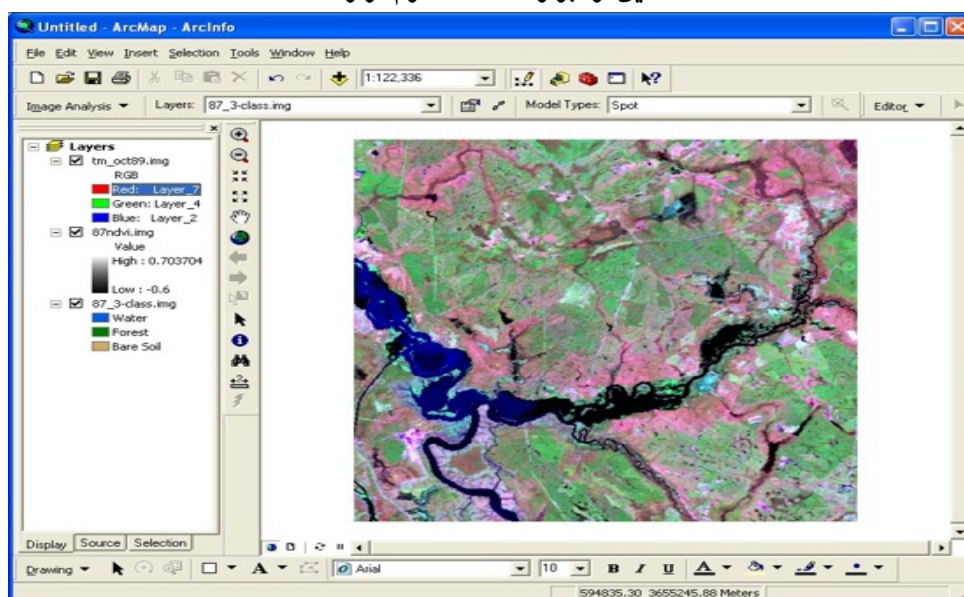 Untitled - ArcMap - ArcInfo
File Edit View Insert Selection Tools Window Help
1:122,336
Image Analysis Layers: 87_3-class.img Model Types: Spot Editor
Layers
tm_oct89.img
RGB
Red: Layer_7
Green: Layer_4
Blue: Layer_2
87ndvi.img
Value
High : 0.703704
Low : -0.6
87_3-class.img
Water
Forest
Bare Soil
Display Source Selection
Drawing A Arial 10 B I U A
594835.30 3655245.88 Meters